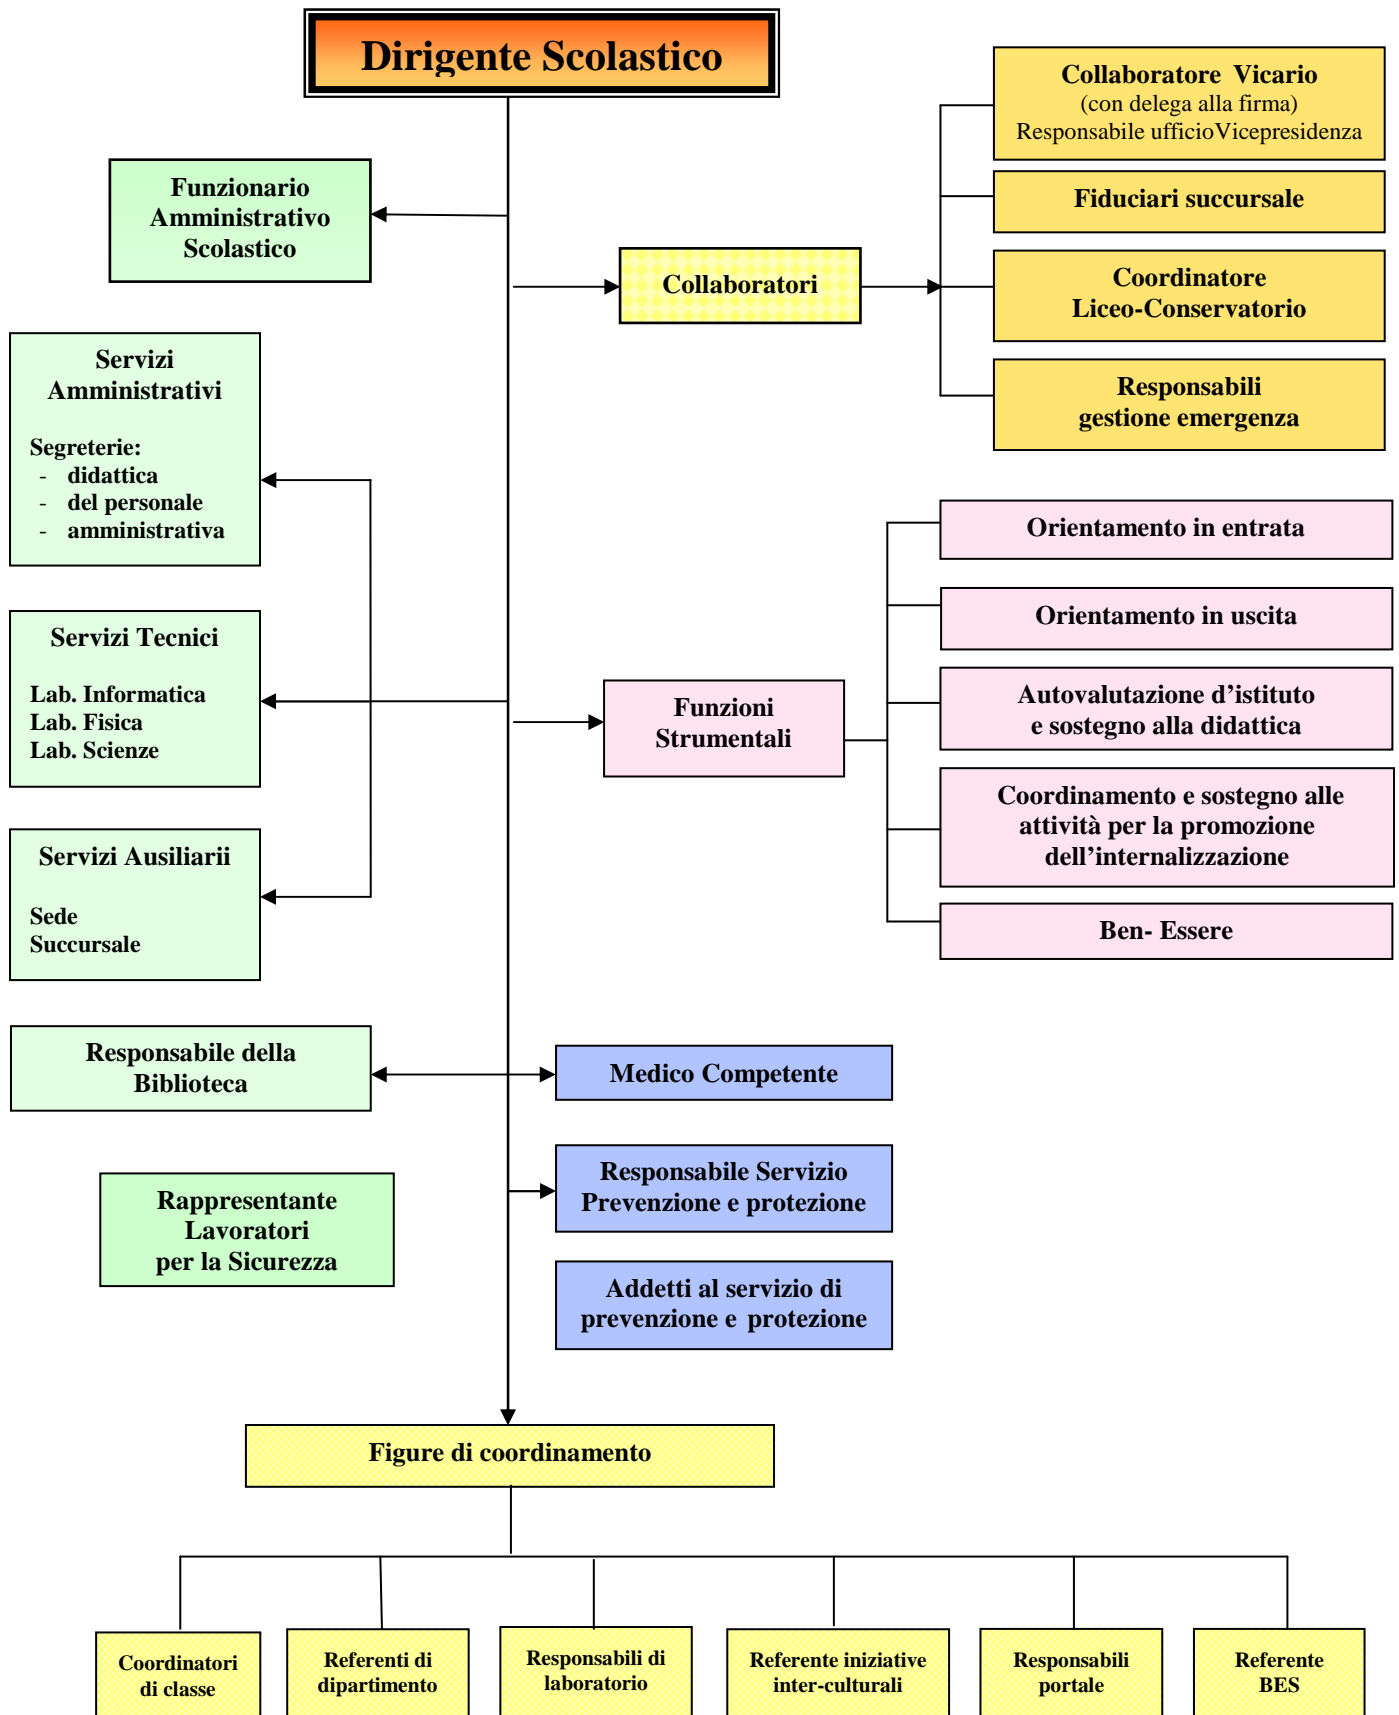 Dirigente Scolastico
Collaboratore Vicario
(con delega alla firma)
Responsabile ufficioVicepresidenza
Funzionario
Amministrativo
Scolastico
Fiduciari succursale
Collaboratori
Coordinatore
Liceo-Conservatorio
Responsabili
gestione emergenza
Servizi
Amministrativi
Segreterie:
- didattica
- del personale
- amministrativa
Servizi Tecnici
Lab. Informatica
Lab. Fisica
Lab. Scienze
Servizi Ausiliarii
Sede
Succursale
Funzioni
Strumentali
Orientamento in entrata
Orientamento in uscita
Autovalutazione d’istituto
e sostegno alla didattica
Coordinamento e sostegno alle
attività per la promozione
dell’internalizzazione
Ben- Essere
Responsabile della
Biblioteca
Medico Competente
Rappresentante
Lavoratori
per la Sicurezza
Responsabile Servizio
Prevenzione e protezione
Addetti al servizio di
prevenzione e protezione
Figure di coordinamento
Coordinatori
di classe
Referenti di
dipartimento
Responsabili di
laboratorio
Referente iniziative
inter-culturali
Responsabili
portale
Referente
BES